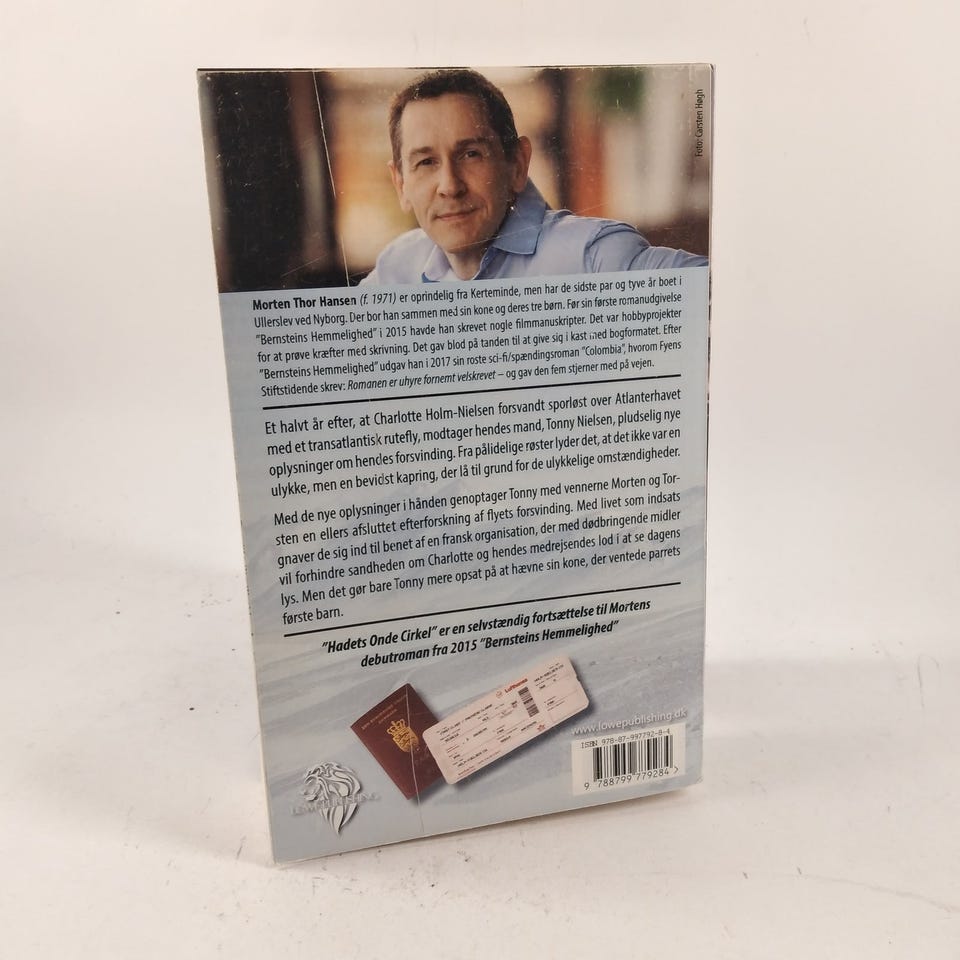 Foto: Carsten Høgh
Morten Thor Hansen (f. 1971) er oprindelig fra Kerteminde, men har de sidste par og tyve år boet i
Ullerslev ved Nyborg. Der bor han sammen med sin kone og deres tre børn. Før sin første romanudgivelse
"Bernsteins Hemmelighed" i 2015 havde han skrevet nogle filmmanuskripter. Det var hobbyprojekter
for at prøve kræfter med skrivning. Det gav blod på tanden til at give sig i kast med bogformatet. Efter
"Bernsteins Hemmelighed" udgav han i 2017 sin roste sci-fi/spændingsroman "Colombia", hvorom Fyens
Stiftstidende skrev: Romanen er uhyre fornemt velskrevet – og gav den fem stjerner med på vejen.
Et halvt år efter, at Charlotte Holm-Nielsen forsvandt sporløst over Atlanterhavet
med et transatlantisk rutefly, modtager hendes mand, Tonny Nielsen, pludselig nye
oplysninger om hendes forsvinding. Fra pålidelige røster lyder det, at det ikke var en
ulykke, men en bevidst kapring, der lå til grund for de ulykkelige omstændigheder.
Med de nye oplysninger i hånden genoptager Tonny med vennerne Morten og Tor-
sten en ellers afsluttet efterforskning af flyets forsvinding. Med livet som indsats
gnaver de sig ind til benet af en fransk organisation, der med dødbringende midler
vil forhindre sandheden om Charlotte og hendes medrejsendes lod i at se dagens
lys. Men det gør bare Tonny mere opsat på at hævne sin kone, der ventede parrets
første barn.
"Hadets Onde Cirkel" er en selvstændig fortsættelse til Mortens
debutroman fra 2015 "Bernsteins Hemmelighed"
Lufthansa
www.lowepublishing.dk
ISBN 978-87-997792-8-4
9 788799 779284 >
LOWEPUBLISHING